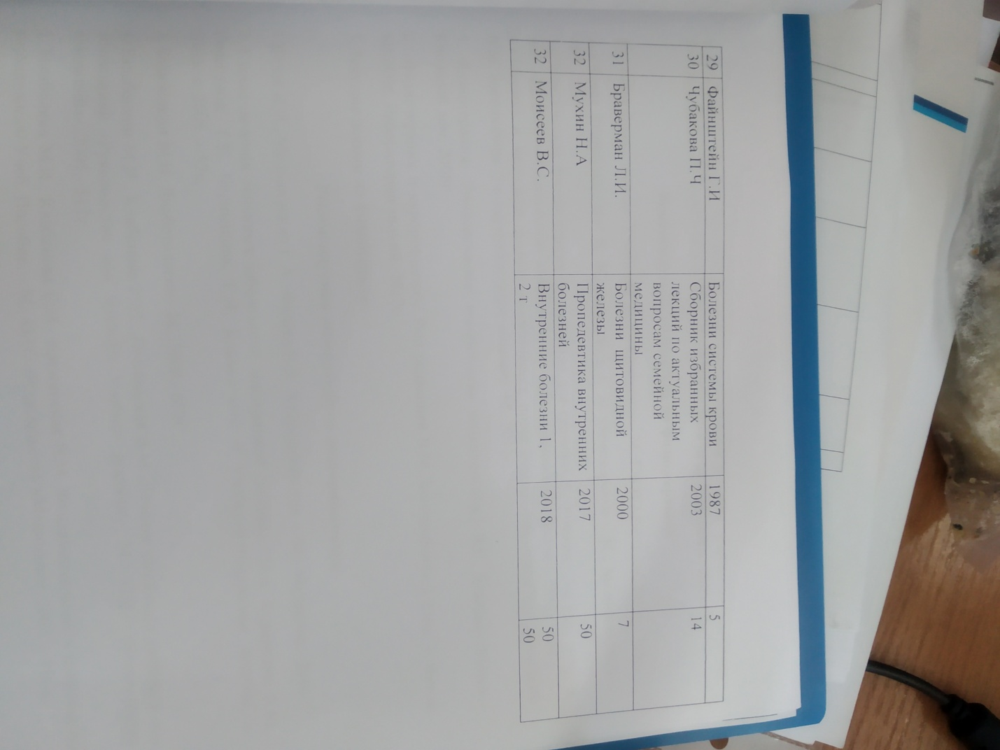 29 Файнштейн Г.И Болезни системы крови 1987 5
30 Чубакова П.Ч Сборник избранных 2003 14
лекций по актуальным
вопросам семейной
медицины
31 Браверман Л.И. Болезни щитовидной 2000 7
железы
32 Мухин Н.А Пропедевтика внутренних 2017 50
болезней
32 Моисеев В.С. Внутренние болезни 1, 2018 50
2 т 50